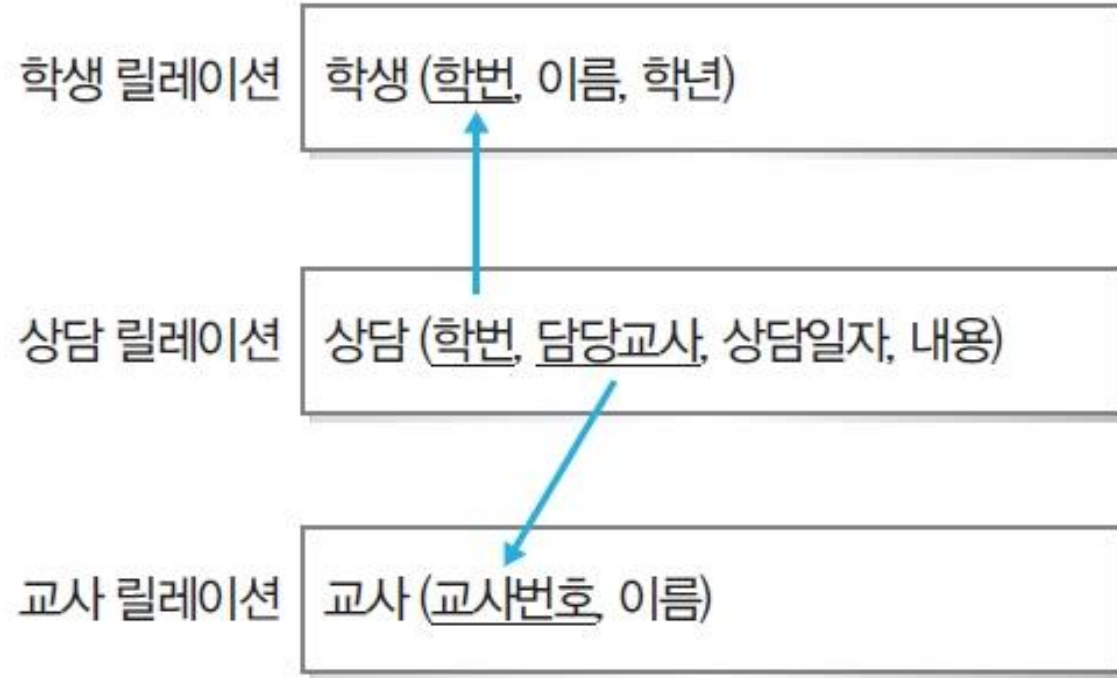 학생 릴레이션 학생 (학번, 이름, 학년)
상담 릴레이션 상담 (학번, 담당교사, 상담일자, 내용)
교사 릴레이션 교사 (교사번호, 이름)